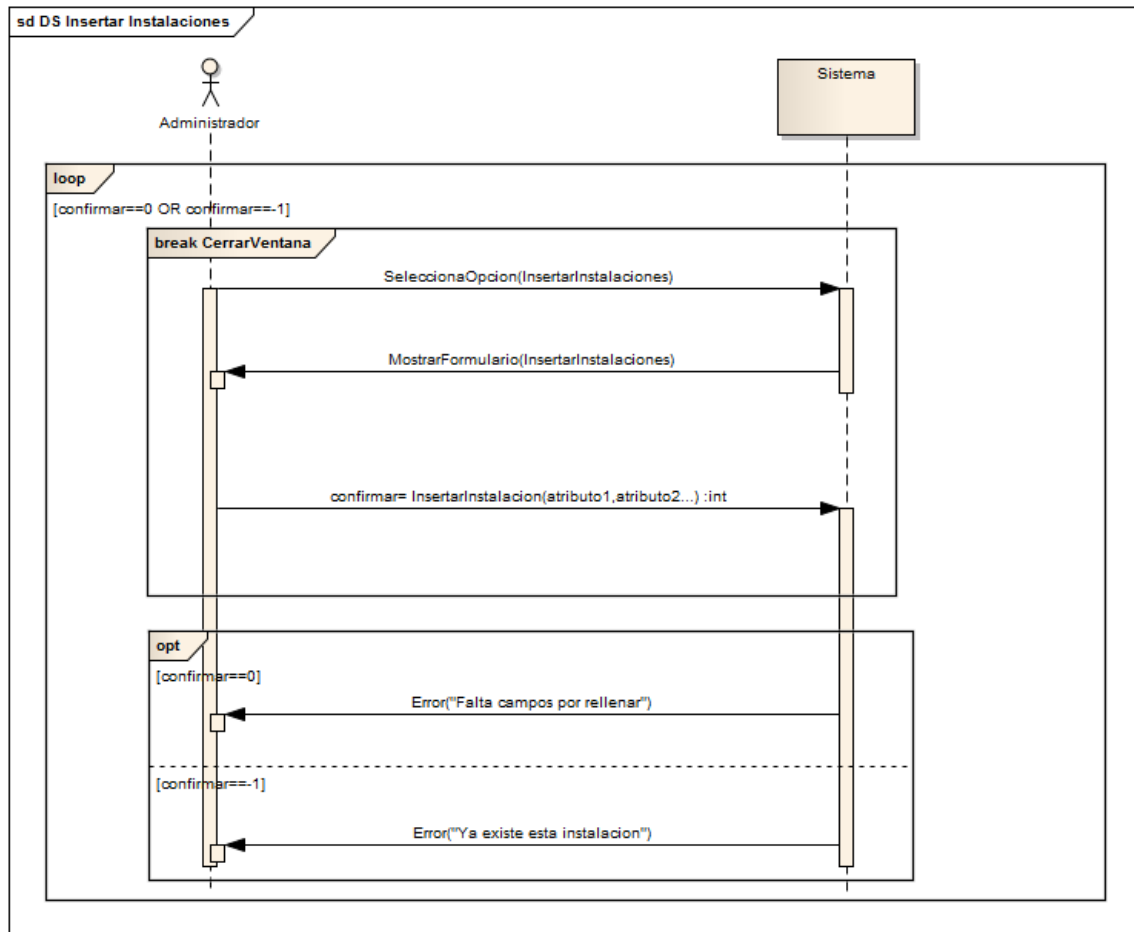 sd DS Insertar Instalaciones
Administrador
Sistema
loop
[confirmar==0 OR confirmar==-1]
break CerrarVentana
SeleccionaOpcion(InsertarInstalaciones)
MostrarFormulario(InsertarInstalaciones)
confirmar= InsertarInstalacion(atributo1,atributo2...) :int
opt
[confirmar==0]
Error("Falta campos por rellenar")
[confirmar==-1]
Error("Ya existe esta instalacion")